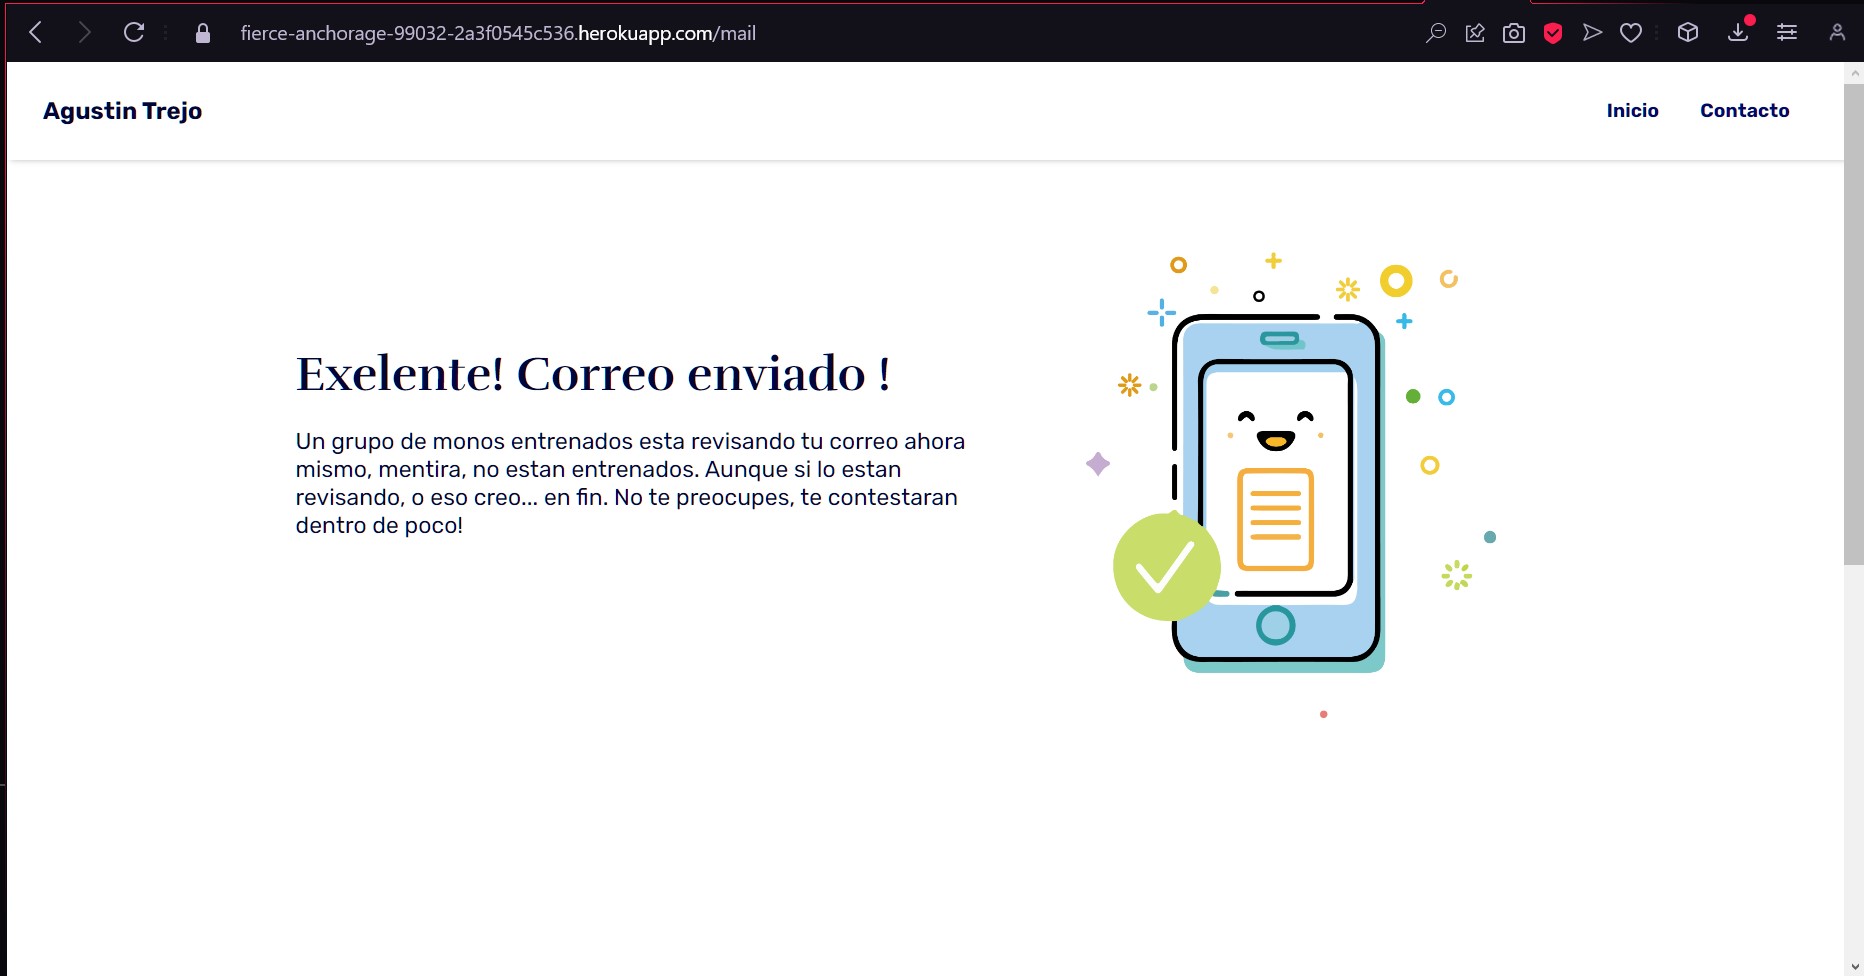 fierce-anchorage-99032-2a3f0545c536.herokuapp.com/mail
Agustin Trejo
Inicio
Contacto
Exelente! Correo enviado !
Un grupo de monos entrenados esta revisando tu correo ahora
mismo, mentira, no estan entrenados. Aunque si lo estan
revisando, o eso creo... en fin. No te preocupes, te contestaran
dentro de poco!